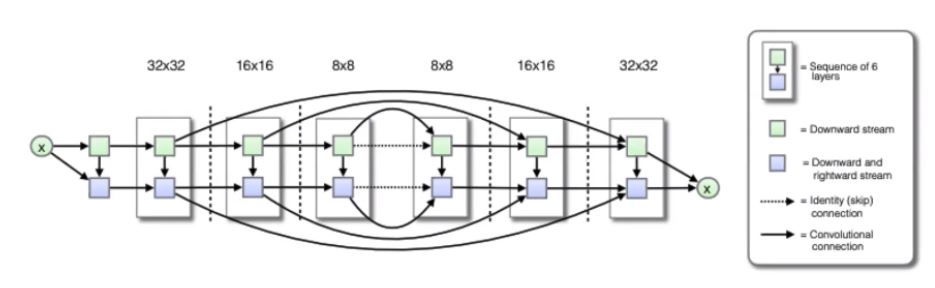 32x32
16x16
8x8
8x8
16x16
32x32
x
x
= Sequence of 6
layers
= Downward stream
= Downward and
rightward stream
= Identity (skip)
connection
= Convolutional
connection